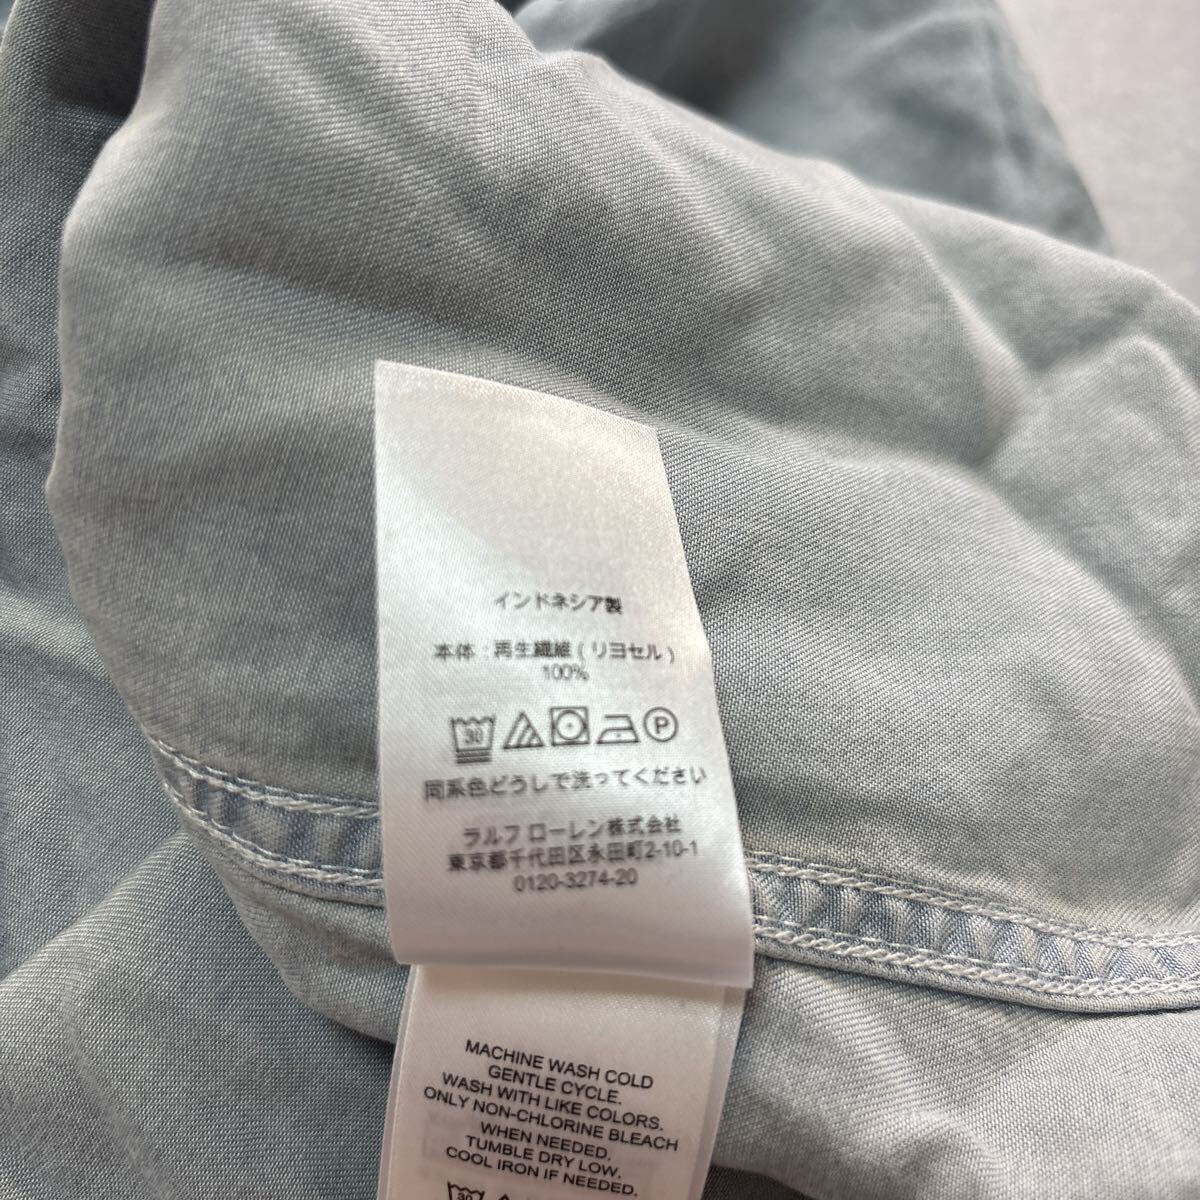 インドネシア製
本体 : 再生繊維 ( リヨセル )
100%
30 P
同系色どうしで洗ってください
ラルフ ローレン株式会社
東京都千代田区永田町2-10-1
0120-3274-20
MACHINE WASH COLD
GENTLE CYCLE.
WASH WITH LIKE COLORS.
ONLY NON-CHLORINE BLEACH
WHEN NEEDED.
TUMBLE DRY LOW.
COOL IRON IF NEEDED.
30